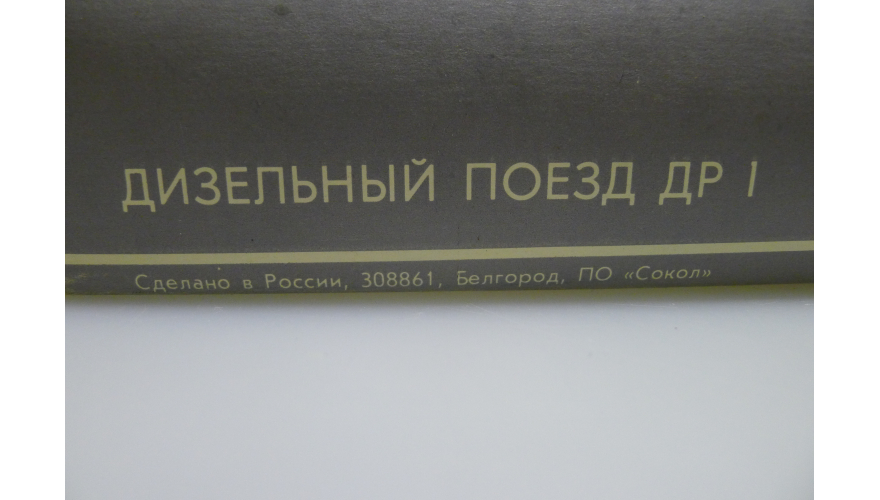 ДИЗЕЛЬНЫЙ ПОЕЗД ДР I
Сделано в России, 308861, Белгород, ПО «Сокол»